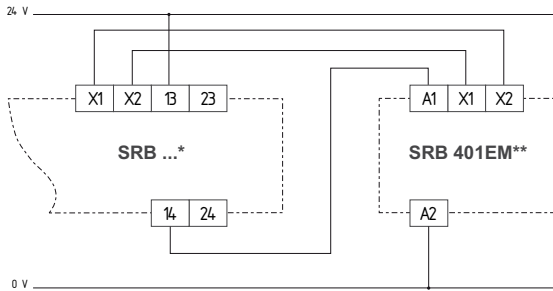 24 V
X1 X2 13 23
A1 X1 X2
SRB ...*
SRB 401EM**
14 24
A2
0 V